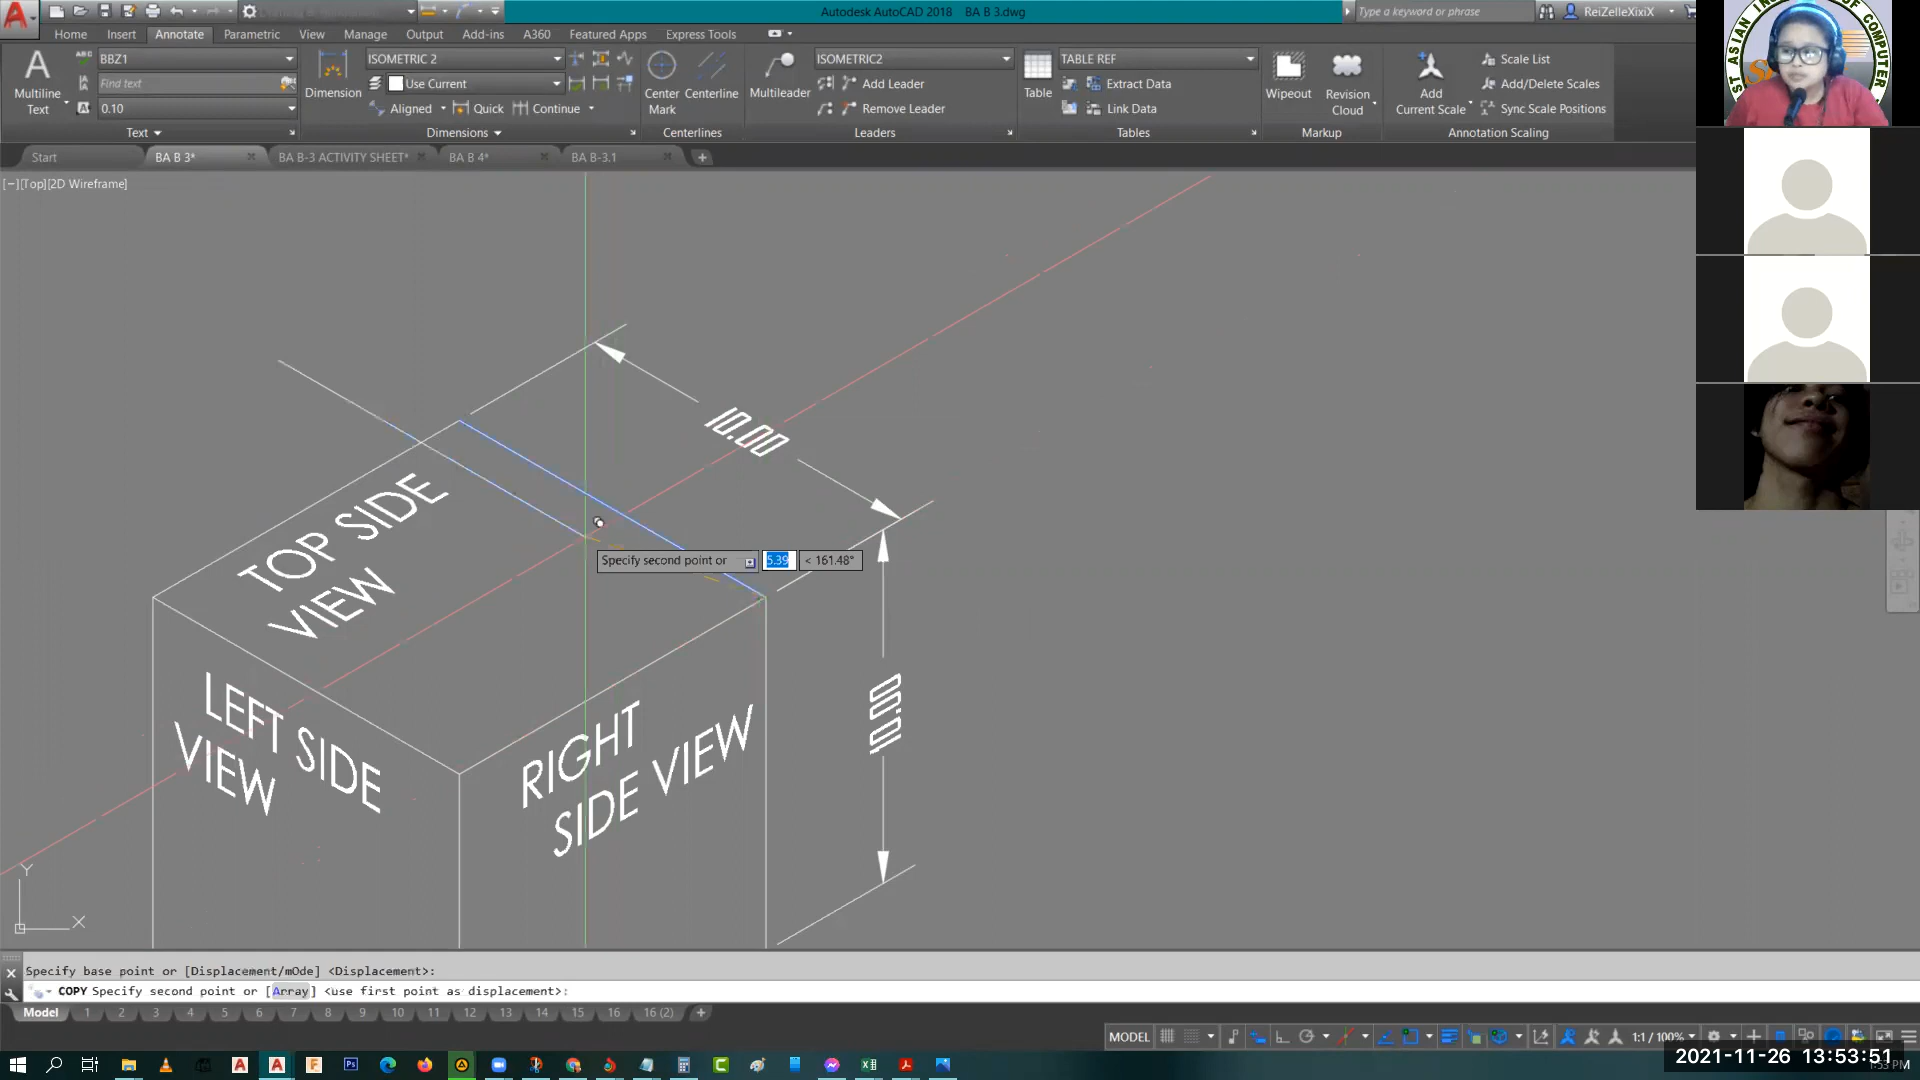 Autodesk AutoCAD 2018 BA B 3.dwg
Type a keyword or phrase
ReiZelleXixiX
Home Insert Annotate Parametric View Manage Output Add-ins A360 Featured Apps Express Tools
Multiline Text
BBZ1
Find text
0.10
Text
Dimension
ISOMETRIC 2
Use Current
Aligned Quick Continue
Dimensions
Center Mark
Centerline
Centerlines
Multileader
ISOMETRIC2
Add Leader
Remove Leader
Leaders
Table
TABLE REF
Extract Data
Link Data
Tables
Wipeout
Revision Cloud
Markup
Add Current Scale
Scale List
Add/Delete Scales
Sync Scale Positions
Annotation Scaling
Start BA B 3* BA B-3 ACTIVITY SHEET* BA B 4* BA B-3.1
[−][Top][2D Wireframe]
10.00
TOP SIDE
VIEW
Specify second point or 5.39 < 161.48°
LEFT SIDE
VIEW
RIGHT
SIDE VIEW
10.00
Y
X
Specify base point or [Displacement/mOde] <Displacement>:
COPY Specify second point or [Array] <use first point as displacement>:
Model 1 2 3 4 5 6 7 8 9 10 11 12 13 14 15 16 16 (2) +
MODEL 1:1 / 100%
2021-11-26 13:53:51